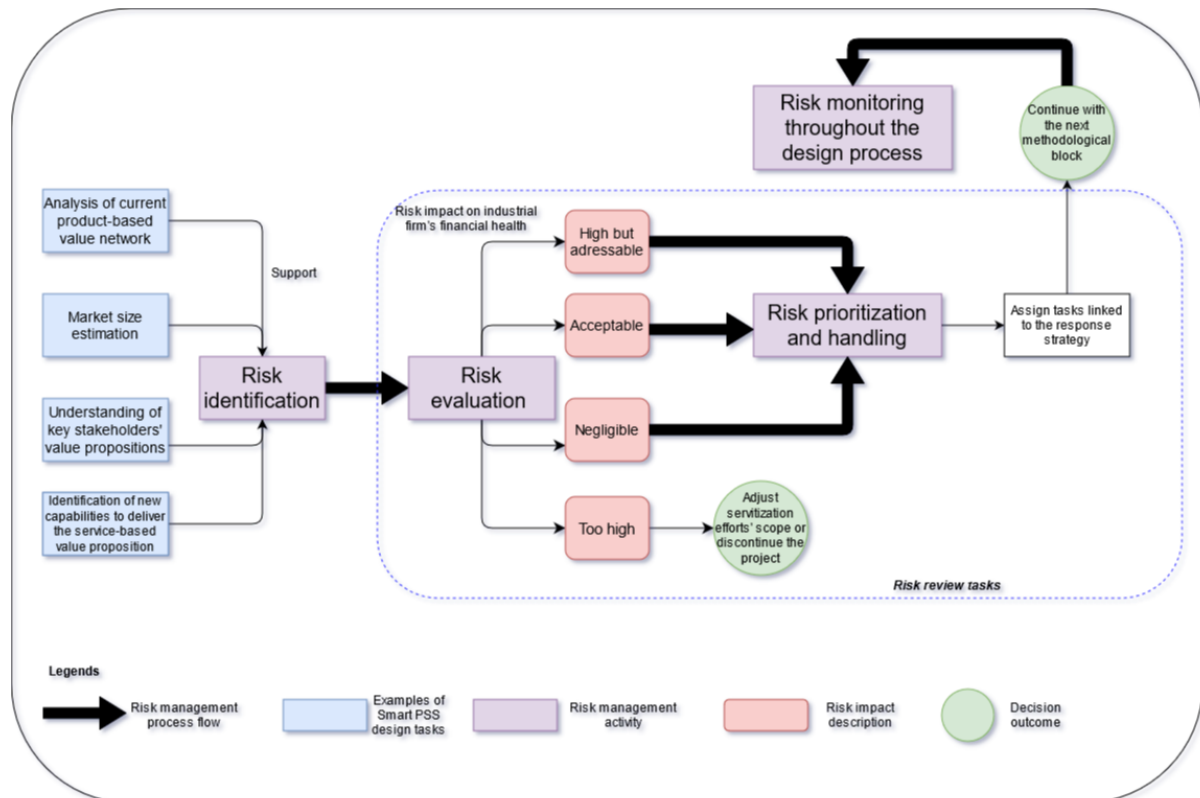 Risk monitoring
throughout the
design process
Continue with
the next
methodological
block
Analysis of current
product-based
value network
Support
Market size
estimation
Understanding of
key stakeholders'
value propositions
Identification of new
capabilities to deliver
the service-based
value proposition
Risk
identification
Risk impact on industrial
firm's financial health
Risk
evaluation
High but
adressable
Acceptable
Negligible
Too high
Risk prioritization
and handling
Assign tasks linked
to the response
strategy
Adjust
servitization
efforts' scope or
discontinue the
project
Risk review tasks
Legends
Risk management
process flow
Examples of
Smart PSS
design tasks
Risk management
activity
Risk impact
description
Decision
outcome